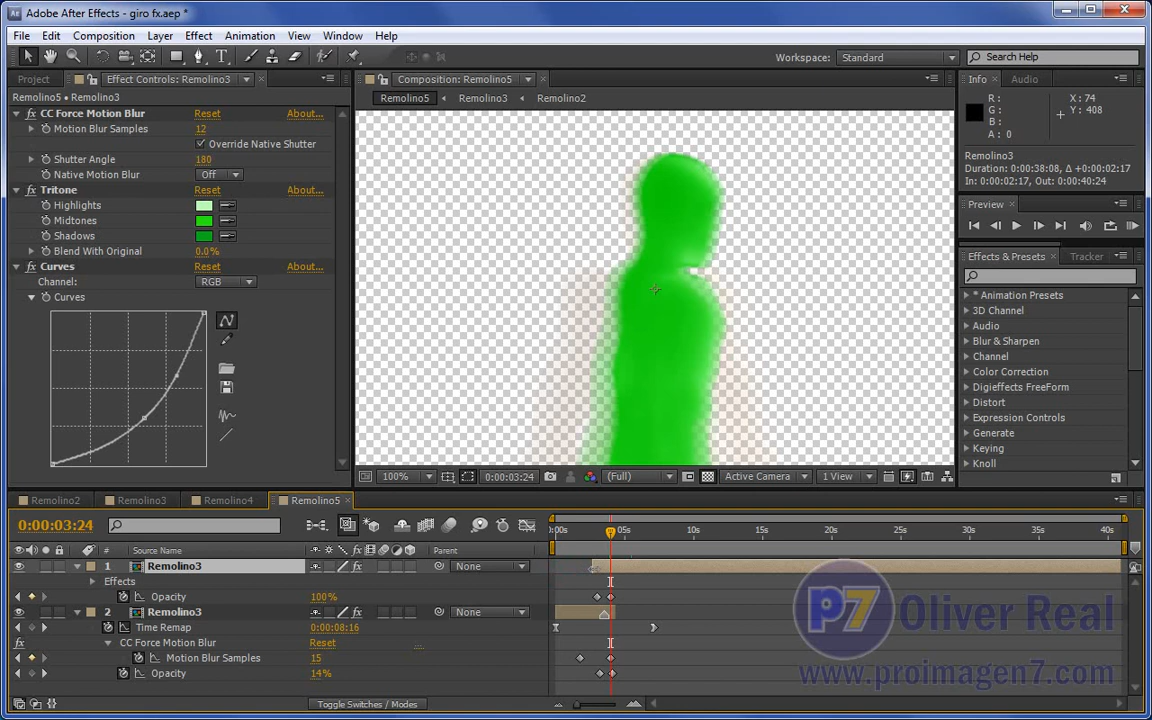 Adobe After Effects - giro fx.aep *
File Edit Composition Layer Effect Animation View Window Help
Workspace: Standard Search Help
Project Effect Controls: Remolino3 Composition: Remolino5 Info Audio
Remolino5 • Remolino3 Remolino5 Remolino3 Remolino2
R: X: 74
G: Y: 408
B:
A: 0
fx CC Force Motion Blur Reset About...
Motion Blur Samples 12
Override Native Shutter
Shutter Angle 180
Native Motion Blur Off
fx Tritone Reset About...
Highlights
Midtones
Shadows
Blend With Original 0.0%
fx Curves Reset About...
Channel: RGB
Curves
Remolino3
Duration: 0:00:38:08, Δ +0:00:02:17
In: 0:00:02:17, Out: 0:00:40:24
Preview
Effects & Presets Tracker
* Animation Presets
3D Channel
Audio
Blur & Sharpen
Channel
Color Correction
Digieffects FreeForm
Distort
Expression Controls
Generate
Keying
Knoll
100% 0:00:03:24 (Full) Active Camera 1 View
Remolino2 Remolino3 Remolino4 Remolino5
0:00:03:24
:00s 05s 10s 15s 20s 25s 30s 35s 40s
# Source Name Parent
1 Remolino3 fx None
Effects
Opacity 100%
2 Remolino3 fx None
Time Remap 0:00:08:16
fx CC Force Motion Blur Reset
Motion Blur Samples 15
Opacity 14%
Toggle Switches / Modes
P7 Oliver Real
www.proimagen7.com